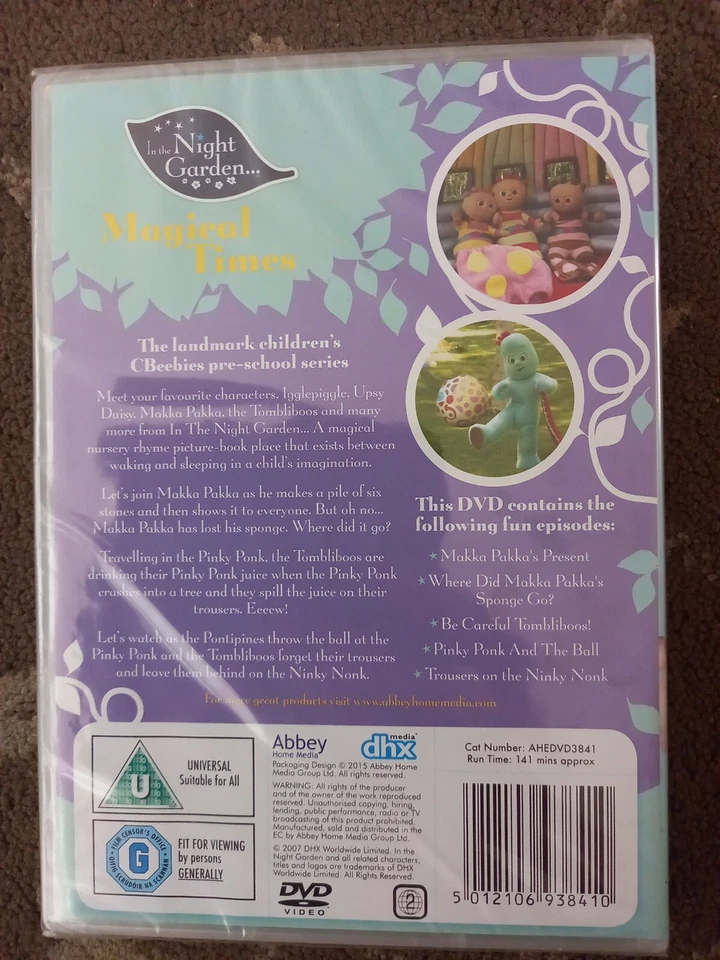 In the Night
Garden...
Magical
Times
The landmark children's
CBeebies pre-school series
Meet your favourite characters, Igglepiggle, Upsy
Daisy, Makka Pakka, the Tombliboos and many
more from In The Night Garden... A magical
nursery rhyme picture-book place that exists between
waking and sleeping in a child's imagination.
Let's join Makka Pakka as he makes a pile of six
stones and then shows it to everyone. But oh no...
Makka Pakka has lost his sponge. Where did it go?
Travelling in the Pinky Ponk, the Tombliboos are
drinking their Pinky Ponk juice when the Pinky Ponk
crashes into a tree and they spill the juice on their
trousers. Eeeew!
Let's watch as the Pontipines throw the ball at the
Pinky Ponk and the Tombliboos forget their trousers
and leave them behind on the Ninky Nonk.
This DVD contains the
following fun episodes:
Makka Pakka's Present
Where Did Makka Pakka's
Sponge Go?
Be Careful Tombliboos!
Pinky Ponk And The Ball
Trousers on the Ninky Nonk
For more great products visit www.abbeyhomemedia.com
U
UNIVERSAL
Suitable for All
FILM CENSOR'S OFFICE
G
OIFIG SCRÚDÓIR NA SCANNÁN
FIT FOR VIEWING
by persons
GENERALLY
Abbey
Home Media
dhx media
Packaging Design © 2015 Abbey Home
Media Group Ltd. All rights reserved.
WARNING: All rights of the producer
and of the owner of the work reproduced
reserved. Unauthorised copying, hiring,
lending, public performance, radio or TV
broadcasting of this product prohibited.
Manufactured, sold and distributed in the
EC by Abbey Home Media Group Ltd.
© 2007 DHX Worldwide Limited. In the
Night Garden and all related characters,
titles and logos are trademarks of DHX
Worldwide Limited. All Rights Reserved.
DVD
VIDEO
2
Cat Number: AHEDVD3841
Run Time: 141 mins approx
5 012106 938410